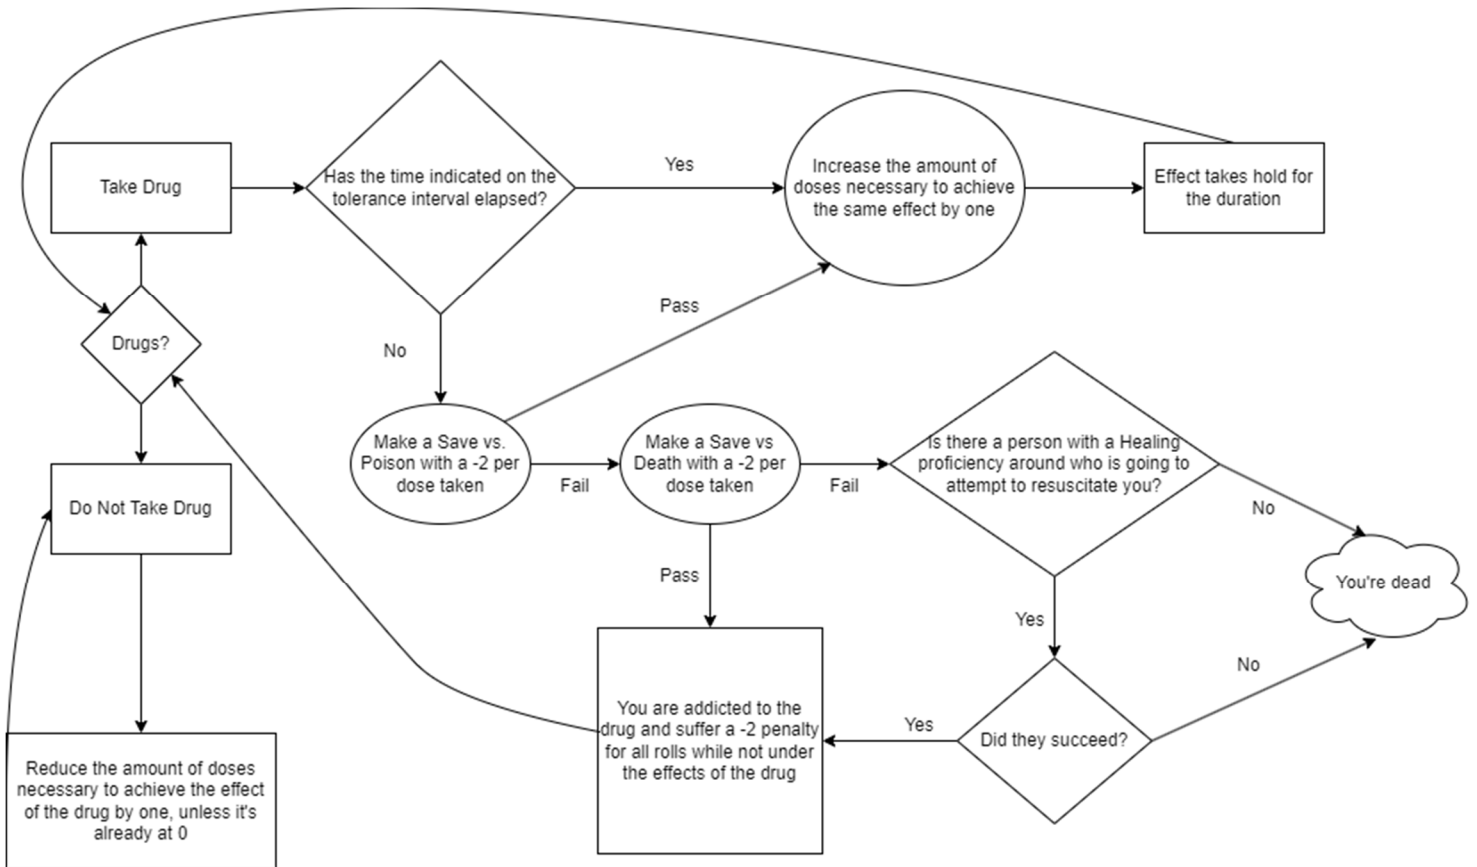 Take Drug
Has the time indicated on the
tolerance interval elapsed?
Yes
Increase the amount of
doses necessary to achieve
the same effect by one
Effect takes hold for
the duration
Drugs?
No
Pass
Make a Save vs.
Poison with a -2 per
dose taken
Fail
Make a Save vs
Death with a -2 per
dose taken
Fail
Is there a person with a Healing
proficiency around who is going to
attempt to resuscitate you?
No
Do Not Take Drug
Pass
You're dead
Yes
No
You are addicted to the
drug and suffer a -2 penalty
for all rolls while not under
the effects of the drug
Yes
Did they succeed?
Reduce the amount of doses
necessary to achieve the effect
of the drug by one, unless it's
already at 0